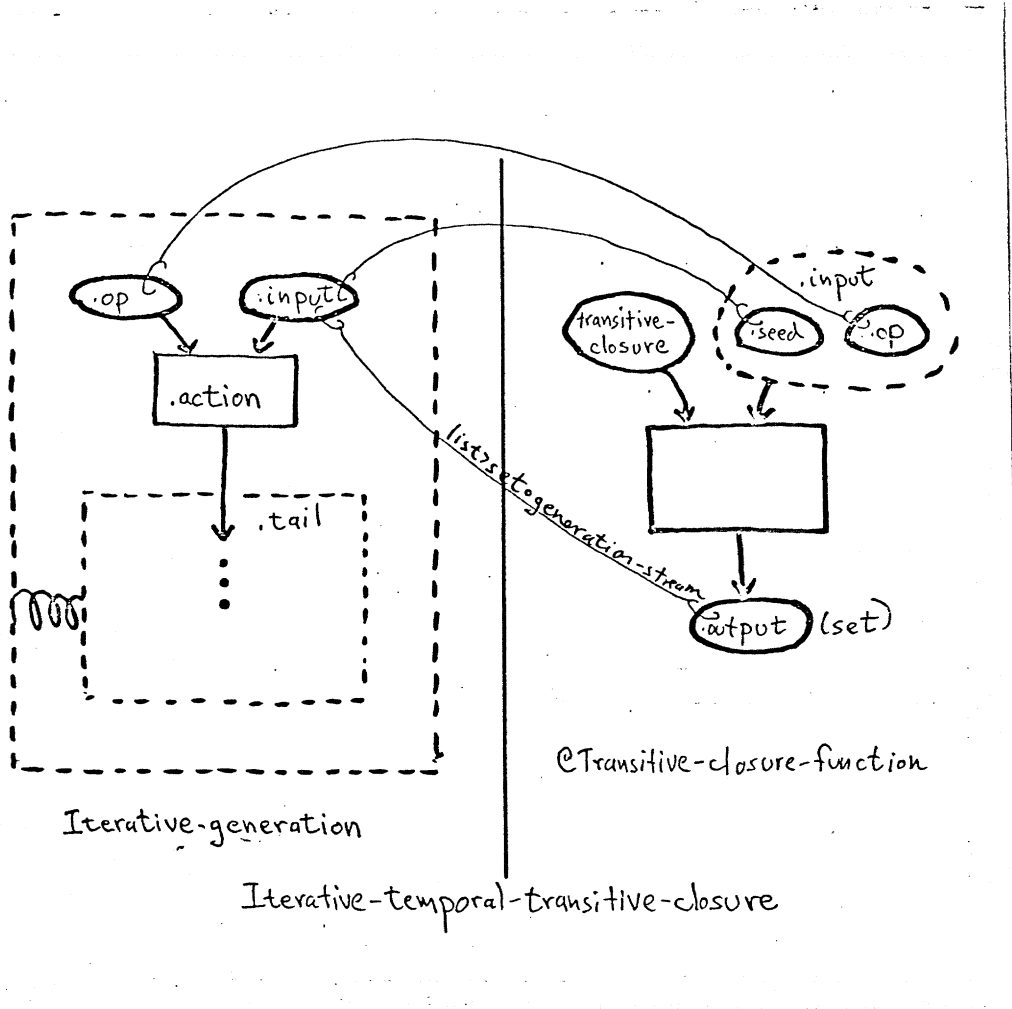 .op
.input
.action
.tail
Iterative-generation
list>set∘generation-stream
.input
transitive-
closure
.seed
.op
.output
(set)
@Transitive-closure-function
Iterative-temporal-transitive-closure